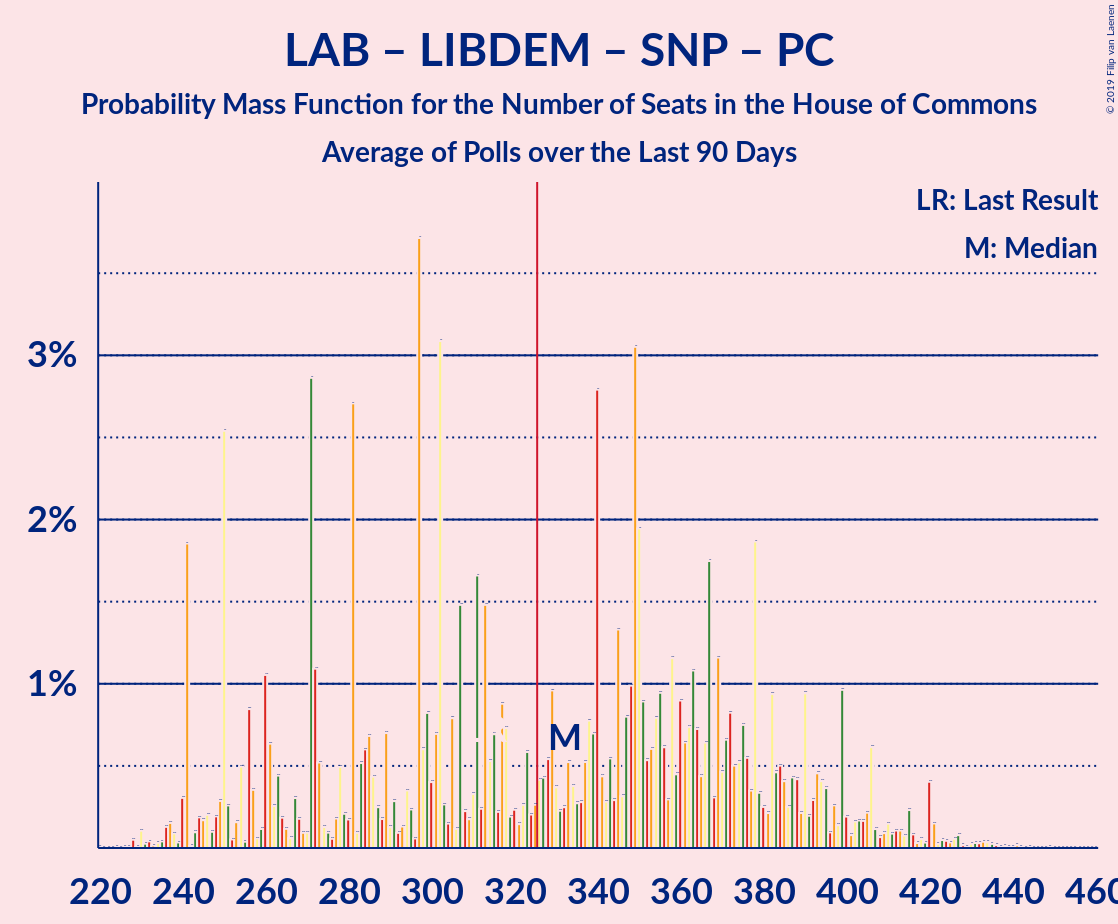 LAB – LIBDEM – SNP – PC
Probability Mass Function for the Number of Seats in the House of Commons
Average of Polls over the Last 90 Days
© 2019 Filip van Laenen
LR: Last Result
M: Median
3%
2%
1%
M
220 240 260 280 300 320 340 360 380 400 420 440 460